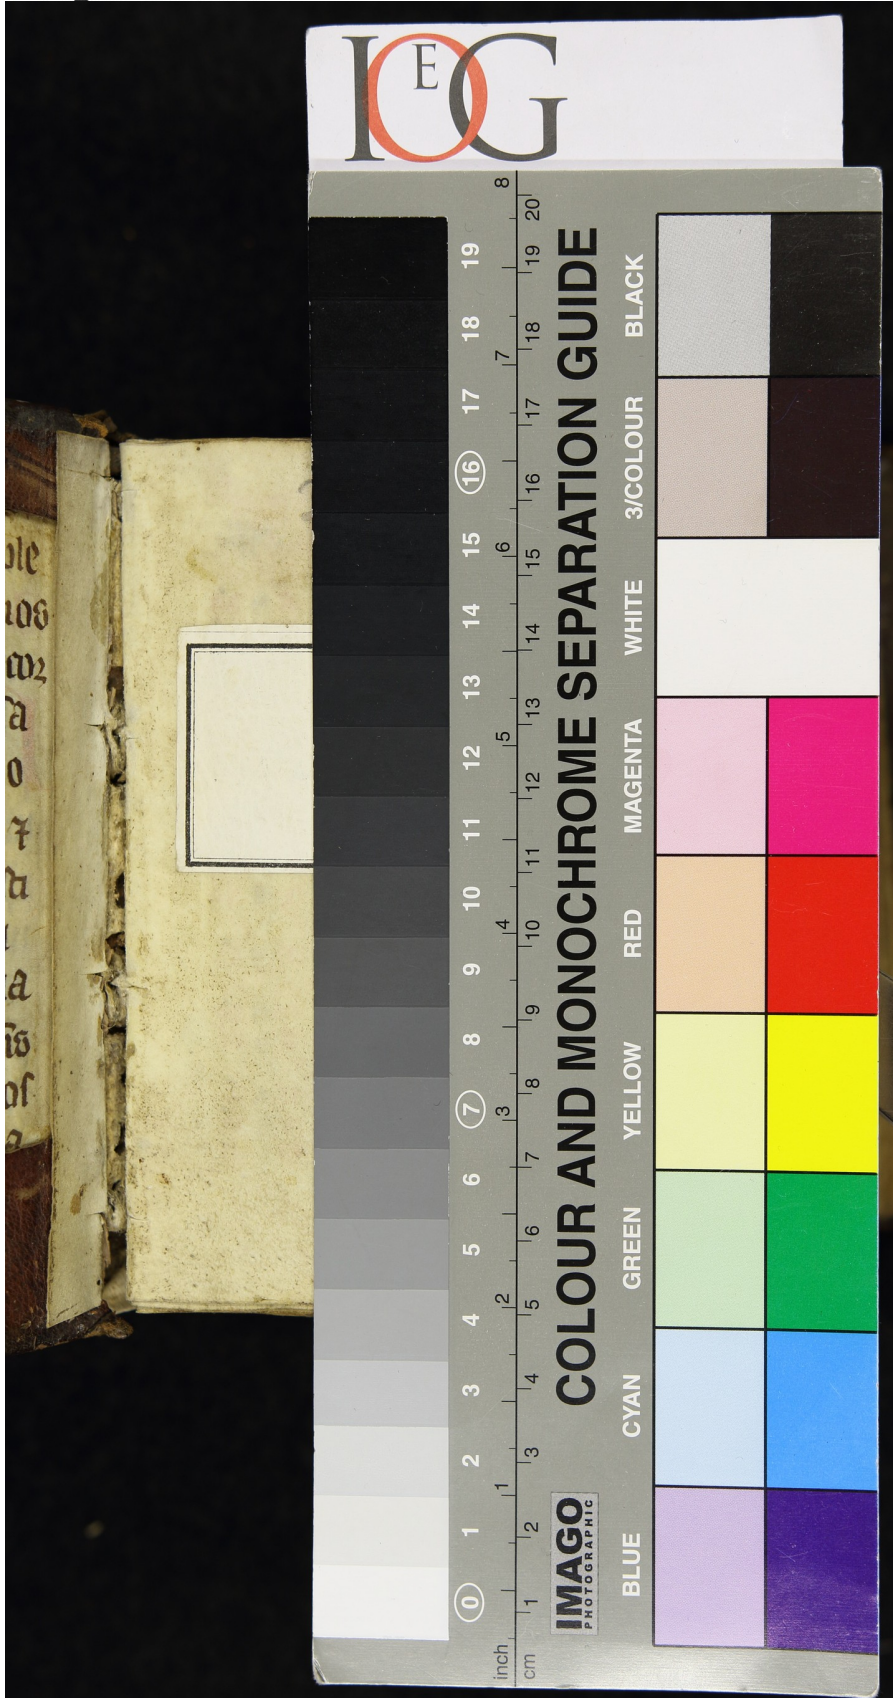 IEOG
COLOUR AND MONOCHROME SEPARATION GUIDE
IMAGO
PHOTOGRAPHIC
inch 1 2 3 4 5 6 7 8
cm 1 2 3 4 5 6 7 8 9 10 11 12 13 14 15 16 17 18 19 20
0 1 2 3 4 5 6 7 8 9 10 11 12 13 14 15 16 17 18 19
BLUE CYAN GREEN YELLOW RED MAGENTA WHITE 3/COLOUR BLACK